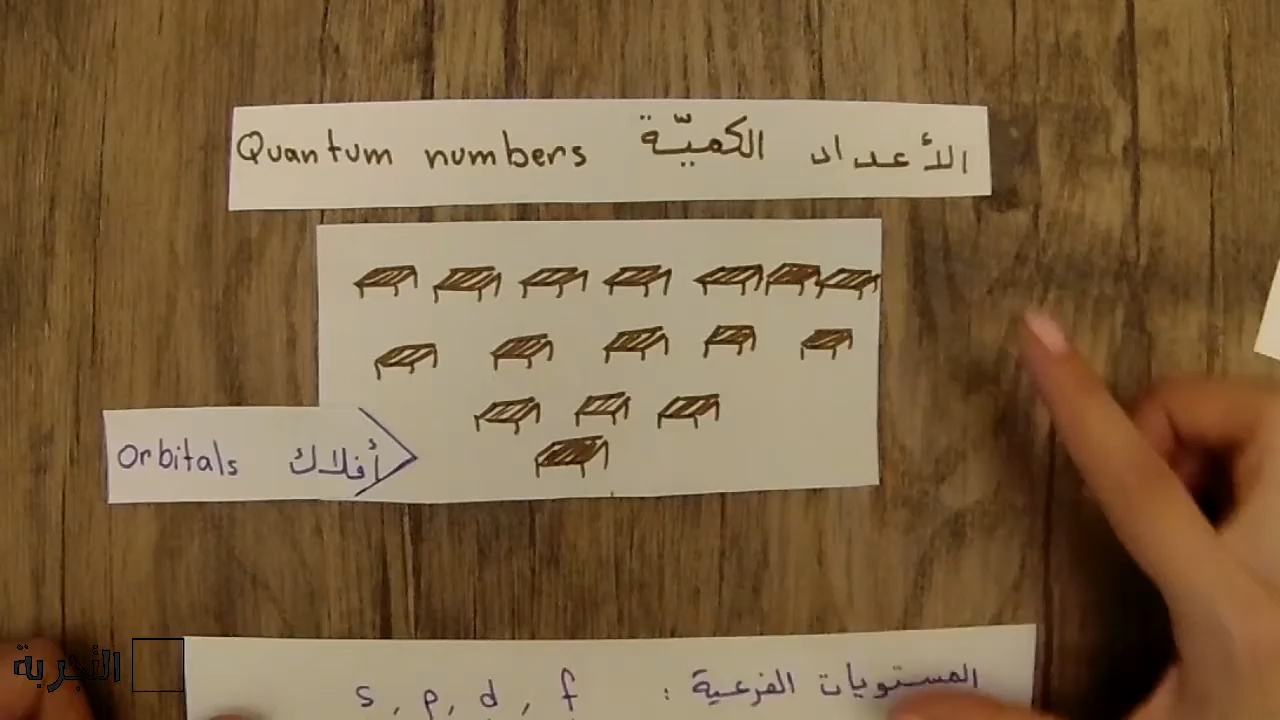 Quantum numbers الأعداد الكميّة
Orbitals أفلاك
المستويات الفرعية : s , p , d , f
التجربة